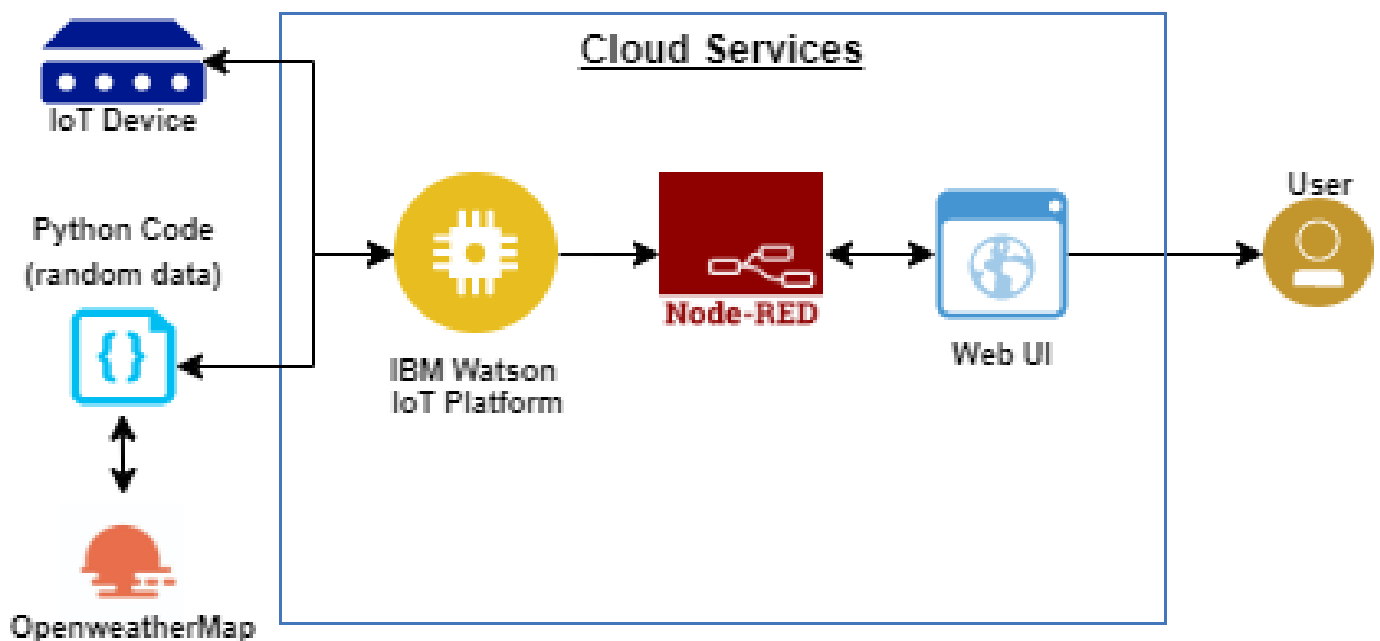 Cloud Services
IoT Device
Python Code
(random data)
User
Node-RED
Web UI
IBM Watson
IoT Platform
OpenweatherMap